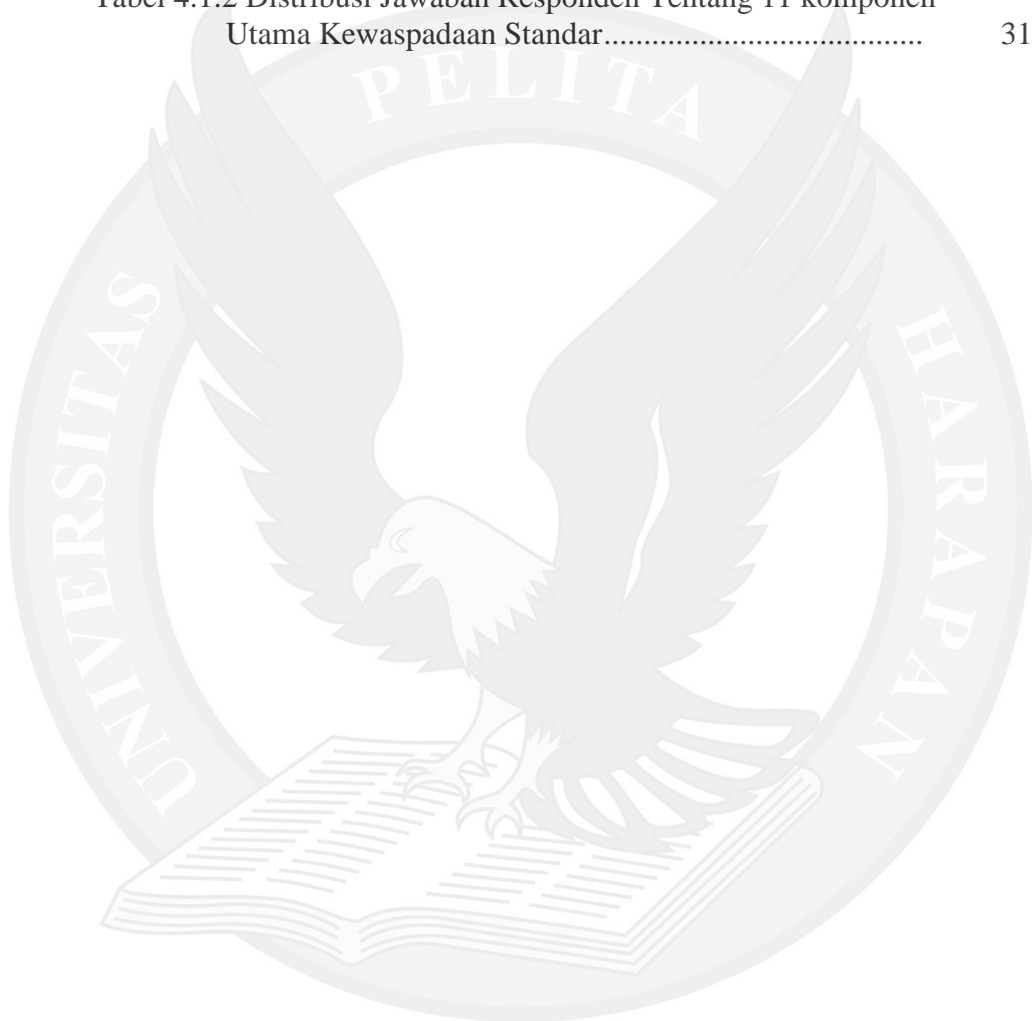 Tabel 4.1.2 Distribusi Jawaban Responden Tentang 11 komponen
Utama Kewaspadaan Standar....................................... 31
UNIVERSITAS PELITA HARAPAN